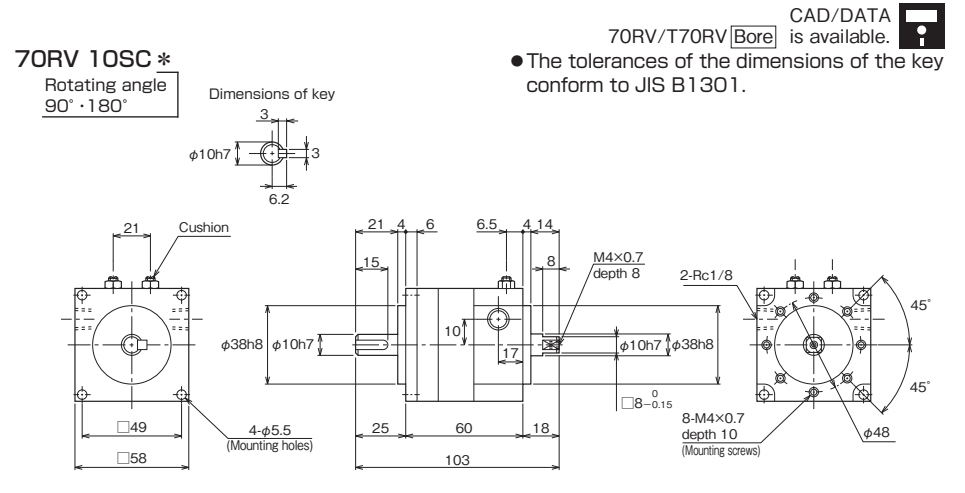 CAD/DATA
70RV/T70RV Bore is available.
70RV 10SC＊
Rotating angle
90°・180°
●The tolerances of the dimensions of the key
conform to JIS B1301.
Dimensions of key
3
φ10h7
3
6.2
21
Cushion
□49
□58
4-φ5.5
(Mounting holes)
21 4 6 6.5 4 14
15
8
M4×0.7
depth 8
φ38h8 φ10h7
10
17
φ10h7 φ38h8
□8 0 −0.15
25 60 18
103
2-Rc1/8
45°
45°
8-M4×0.7
depth 10
(Mounting screws)
φ48